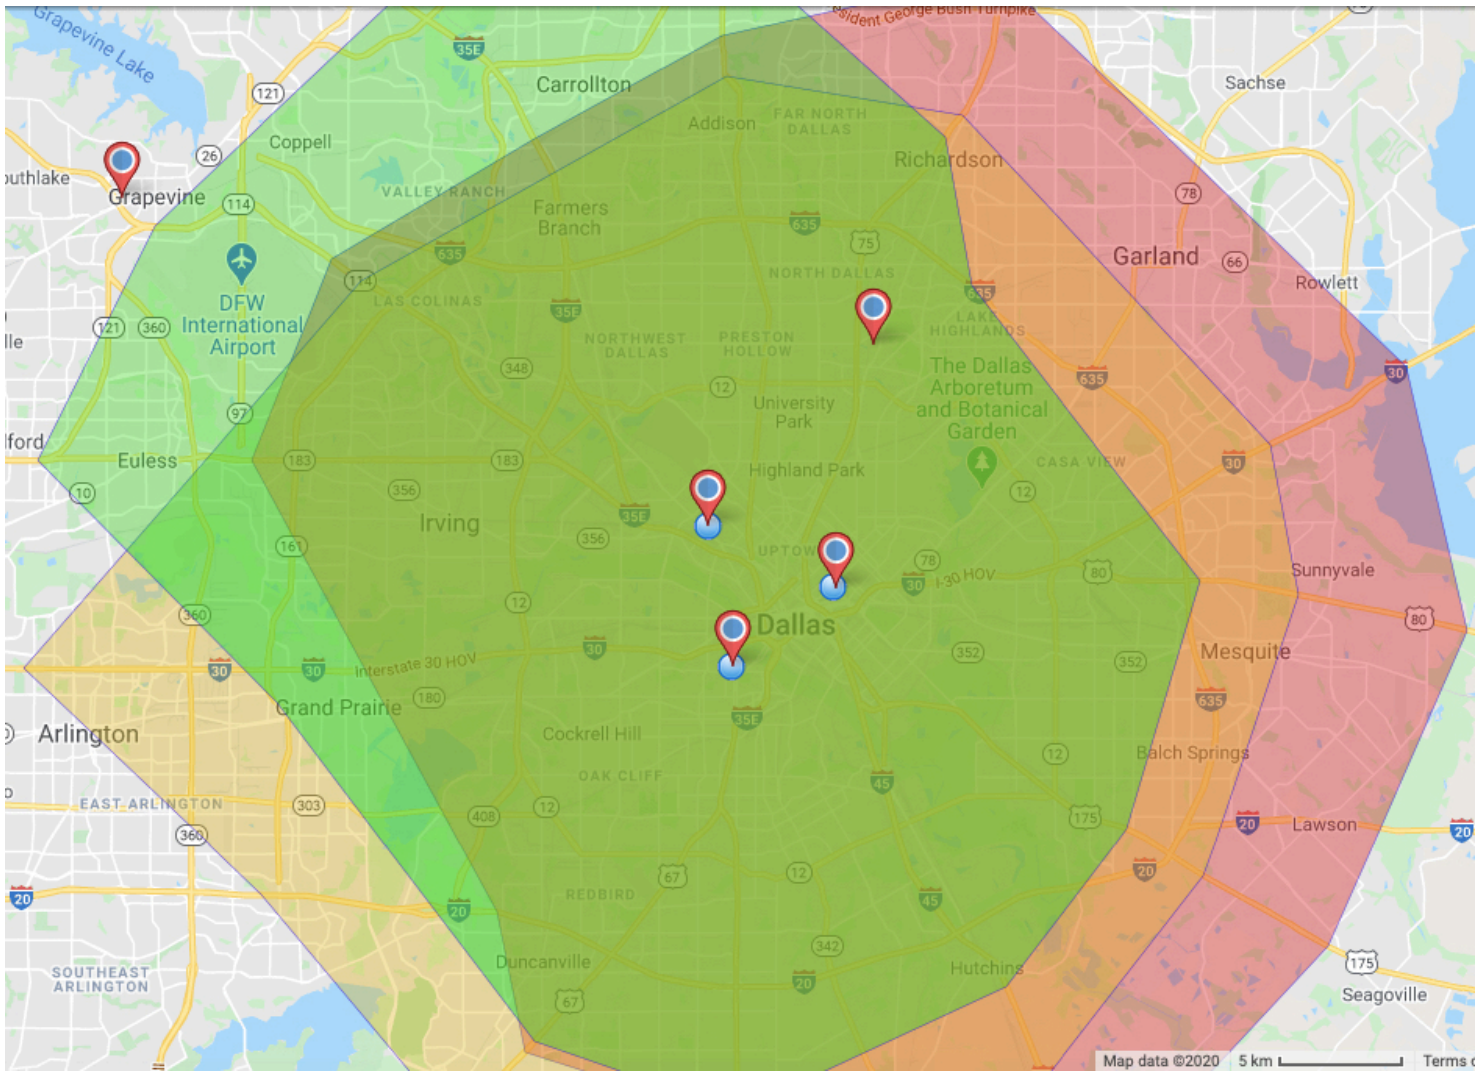 esident George Bush Turnpike
Grapevine Lake
35E
Carrollton
Sachse
121
Coppell
Addison
FAR NORTH
DALLAS
26
Richardson
outhlake
Grapevine
VALLEY RANCH
78
114
Farmers
Branch
635
75
635
Garland
66
NORTH DALLAS
Rowlett
114
DFW
International
Airport
LAS COLINAS
635
35E
LAKE
HIGHLANDS
121
360
lle
NORTHWEST
DALLAS
PRESTON
HOLLOW
348
The Dallas
Arboretum
and Botanical
Garden
30
635
12
97
University
Park
lford
Euless
183
183
Highland Park
CASA VIEW
30
10
356
12
Irving
35E
356
UPTOW
161
78
I-30 HOV
30
80
Sunnyvale
12
360
Dallas
80
30
30
Interstate 30 HOV
30
352
352
Mesquite
180
635
Grand Prairie
35E
Arlington
Cockrell Hill
12
Balch Springs
OAK CLIFF
45
EAST ARLINGTON
303
408
12
175
20
Lawson
20
360
67
12
20
REDBIRD
20
20
45
342
Duncanville
SOUTHEAST
ARLINGTON
Hutchins
175
20
67
Seagoville
Map data ©2020
5 km
Terms